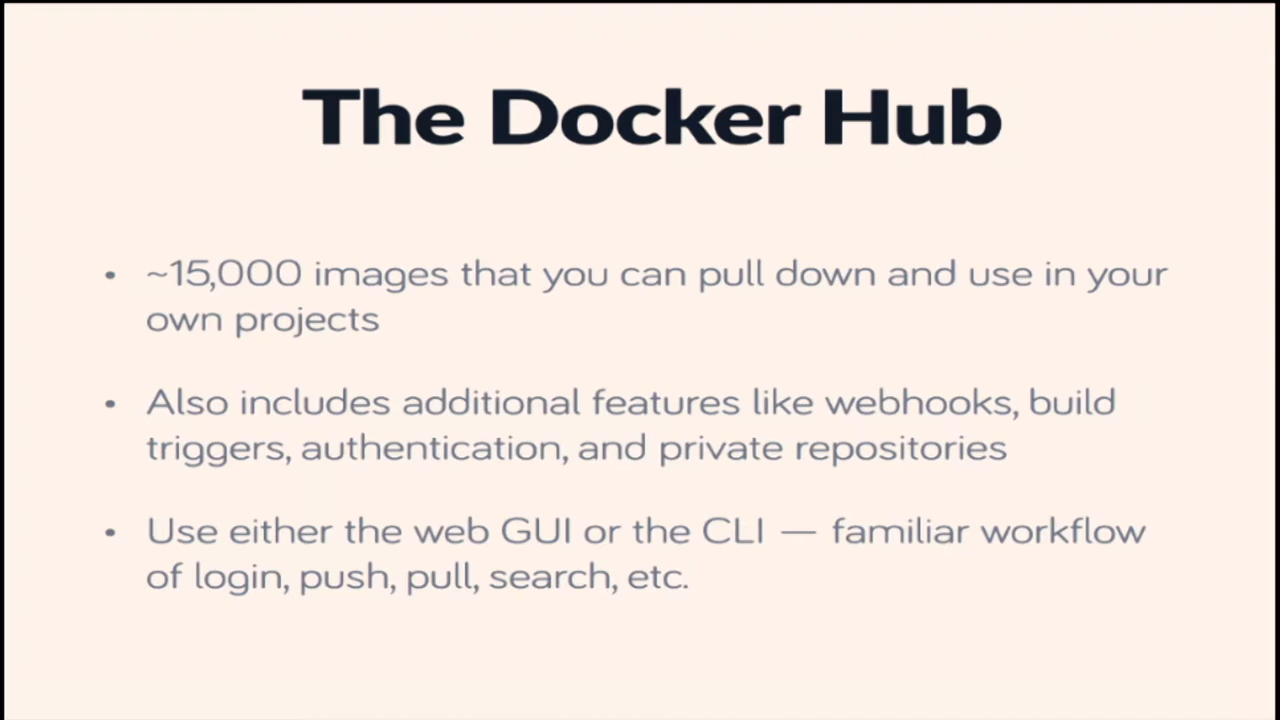 The Docker Hub
• ~15,000 images that you can pull down and use in your
own projects
• Also includes additional features like webhooks, build
triggers, authentication, and private repositories
• Use either the web GUI or the CLI — familiar workflow
of login, push, pull, search, etc.